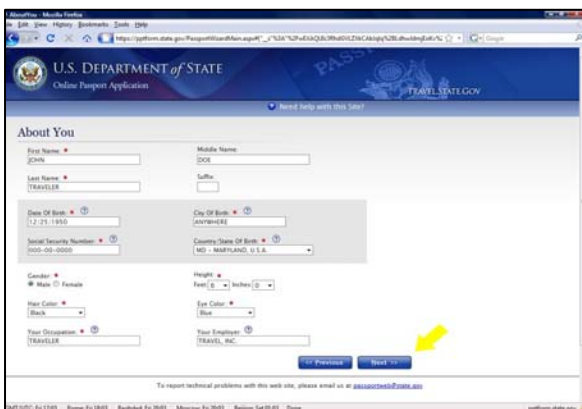 AboutYou - Mozilla Firefox
File Edit View History Bookmarks Tools Help
Google
U.S. DEPARTMENT of STATE
Online Passport Application
PASSPORT
TRAVEL.STATE.GOV
Need help with this Site?
About You
First Name: * Middle Name:
JOHN DOE
Last Name: * Suffix:
TRAVELER
Date Of Birth: * City Of Birth: *
12/25/1950 ANYWHERE
Social Security Number: * Country/State Of Birth: *
000-00-0000 MD - MARYLAND, U.S.A.
Gender: * Height: *
Male Female Feet: 6 Inches: 0
Hair Color: * Eye Color: *
Black Blue
Your Occupation: * Your Employer:
TRAVELER TRAVEL, INC.
<< Previous Next >>
To report technical problems with this web site, please email us at passportweb@state.gov
Done